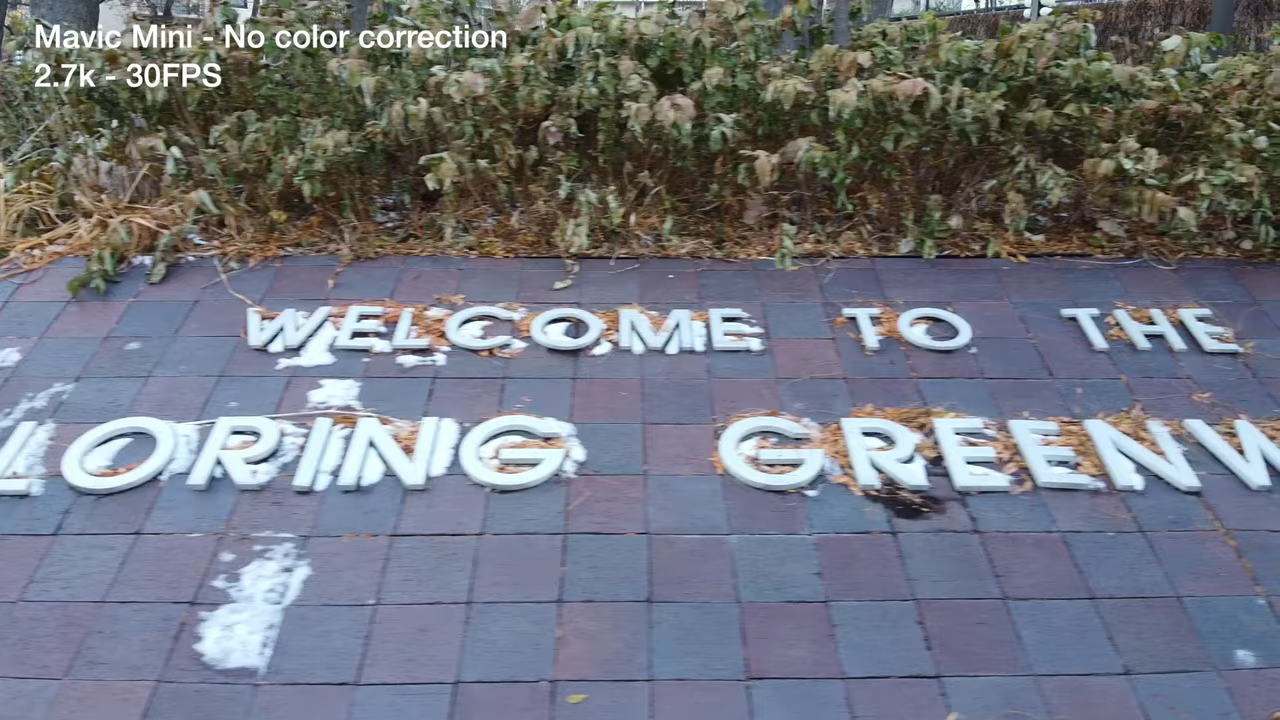 Mavic Mini - No color correction
2.7k - 30FPS
WELCOME TO THE
LORING GREENW